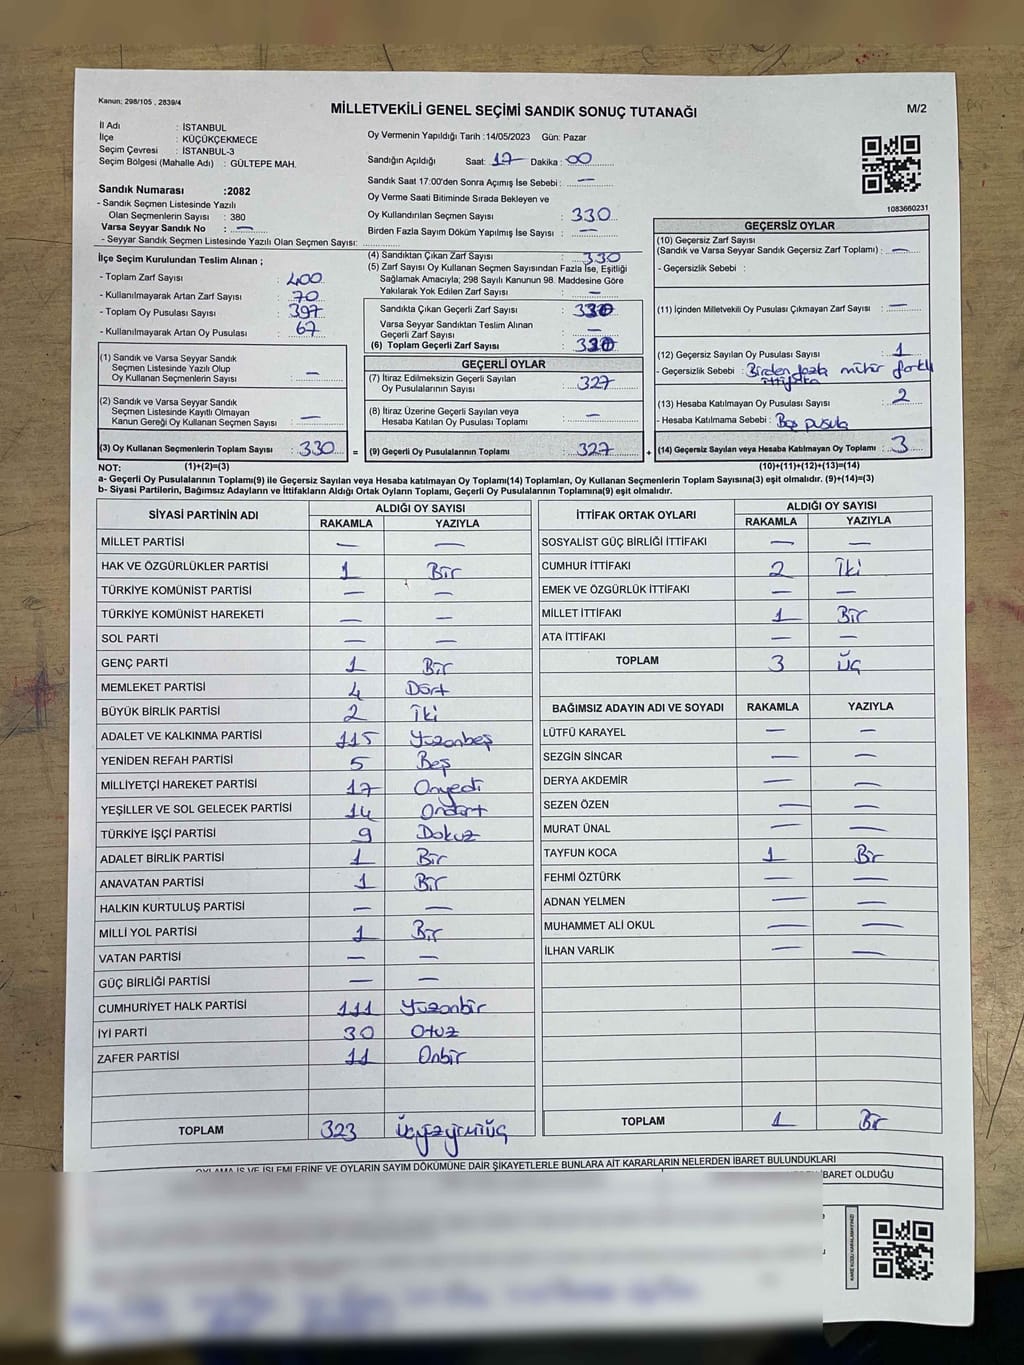 Kanun; 298/105 , 2839/4
MİLLETVEKİLİ GENEL SEÇİMİ SANDIK SONUÇ TUTANAĞI
M/2
İl Adı : İSTANBUL
İlçe : KÜÇÜKÇEKMECE
Seçim Çevresi : İSTANBUL-3
Seçim Bölgesi (Mahalle Adı) : GÜLTEPE MAH.
Sandık Numarası :2082
- Sandık Seçmen Listesinde Yazılı
Olan Seçmenlerin Sayısı : 380
Varsa Seyyar Sandık No : —
- Seyyar Sandık Seçmen Listesinde Yazılı Olan Seçmen Sayısı: ............
Oy Vermenin Yapıldığı Tarih :14/05/2023 Gün: Pazar
Sandığın Açıldığı Saat: 17 Dakika : 00
Sandık Saat 17:00'den Sonra Açımış İse Sebebi : —
Oy Verme Saati Bitiminde Sırada Bekleyen ve
Oy Kullandırılan Seçmen Sayısı : 330
Birden Fazla Sayım Döküm Yapılmış İse Sayısı : —
1083660231
İlçe Seçim Kurulundan Teslim Alınan ;
- Toplam Zarf Sayısı : 400
- Kullanılmayarak Artan Zarf Sayısı : 70
- Toplam Oy Pusulası Sayısı : 397
- Kullanılmayarak Artan Oy Pusulası : 67
(1) Sandık ve Varsa Seyyar Sandık
Seçmen Listesinde Yazılı Olup
Oy Kullanan Seçmenlerin Sayısı : —
(2) Sandık ve Varsa Seyyar Sandık
Seçmen Listesinde Kayıtlı Olmayan
Kanun Gereği Oy Kullanan Seçmen Sayısı : —
(3) Oy Kullanan Seçmenlerin Toplam Sayısı : 330 =
(4) Sandıktan Çıkan Zarf Sayısı : 330
(5) Zarf Sayısı Oy Kullanan Seçmen Sayısından Fazla İse, Eşitliği
Sağlamak Amacıyla; 298 Sayılı Kanunun 98. Maddesine Göre
Yakılarak Yok Edilen Zarf Sayısı : —
Sandıkta Çıkan Geçerli Zarf Sayısı : 330
Varsa Seyyar Sandıktan Teslim Alınan
Geçerli Zarf Sayısı : —
(6) Toplam Geçerli Zarf Sayısı : 330
GEÇERLİ OYLAR
(7) İtiraz Edilmeksizin Geçerli Sayılan
Oy Pusulalarının Sayısı : 327
(8) İtiraz Üzerine Geçerli Sayılan veya
Hesaba Katılan Oy Pusulası Toplamı : —
(9) Geçerli Oy Pusulalarının Toplamı : 327 +
GEÇERSİZ OYLAR
(10) Geçersiz Zarf Sayısı
(Sandık ve Varsa Seyyar Sandık Geçersiz Zarf Toplamı) : —
- Geçersizlik Sebebi :
(11) İçinden Milletvekili Oy Pusulası Çıkmayan Zarf Sayısı : —
(12) Geçersiz Sayılan Oy Pusulası Sayısı : 1
- Geçersizlik Sebebi : Birden fazla mühür farklı
ittifaka
(13) Hesaba Katılmayan Oy Pusulası Sayısı : 2
- Hesaba Katılmama Sebebi : Boş pusula
(14) Geçersiz Sayılan veya Hesaba Katılmayan Oy Toplamı : 3
NOT: (1)+(2)=(3) (10)+(11)+(12)+(13)=(14)
a- Geçerli Oy Pusulalarının Toplamı(9) ile Geçersiz Sayılan veya Hesaba katılmayan Oy Toplamı(14) Toplamları, Oy Kullanan Seçmenlerin Toplam Sayısına(3) eşit olmalıdır. (9)+(14)=(3)
b- Siyasi Partilerin, Bağımsız Adayların ve İttifakların Aldığı Ortak Oyların Toplamı, Geçerli Oy Pusulalarının Toplamına(9) eşit olmalıdır.
SİYASİ PARTİNİN ADI ALDIĞI OY SAYISI
RAKAMLA YAZIYLA
MİLLET PARTİSİ — —
HAK VE ÖZGÜRLÜKLER PARTİSİ 1 Bir
TÜRKİYE KOMÜNİST PARTİSİ — —
TÜRKİYE KOMÜNİST HAREKETİ — —
SOL PARTİ — —
GENÇ PARTİ 1 Bir
MEMLEKET PARTİSİ 4 Dört
BÜYÜK BİRLİK PARTİSİ 2 İki
ADALET VE KALKINMA PARTİSİ 115 Yüzonbeş
YENİDEN REFAH PARTİSİ 5 Beş
MİLLİYETÇİ HAREKET PARTİSİ 17 Onyedi
YEŞİLLER VE SOL GELECEK PARTİSİ 14 Ondört
TÜRKİYE İŞÇİ PARTİSİ 9 Dokuz
ADALET BİRLİK PARTİSİ 1 Bir
ANAVATAN PARTİSİ 1 Bir
HALKIN KURTULUŞ PARTİSİ — —
MİLLİ YOL PARTİSİ 1 Bir
VATAN PARTİSİ — —
GÜÇ BİRLİĞİ PARTİSİ — —
CUMHURİYET HALK PARTİSİ 111 Yüzonbir
İYİ PARTİ 30 Otuz
ZAFER PARTİSİ 11 Onbir
TOPLAM 323 Üçyüzyirmiüç
İTTİFAK ORTAK OYLARI ALDIĞI OY SAYISI
RAKAMLA YAZIYLA
SOSYALİST GÜÇ BİRLİĞİ İTTİFAKI — —
CUMHUR İTTİFAKI 2 İki
EMEK VE ÖZGÜRLÜK İTTİFAKI — —
MİLLET İTTİFAKI 1 Bir
ATA İTTİFAKI — —
TOPLAM 3 Üç
BAĞIMSIZ ADAYIN ADI VE SOYADI RAKAMLA YAZIYLA
LÜTFÜ KARAYEL — —
SEZGİN SİNCAR — —
DERYA AKDEMİR — —
SEZEN ÖZEN — —
MURAT ÜNAL — —
TAYFUN KOCA 1 Bir
FEHMİ ÖZTÜRK — —
ADNAN YELMEN — —
MUHAMMET ALİ OKUL — —
İLHAN VARLIK — —
TOPLAM 1 Bir
OYLAMA İŞ VE İŞLEMLERİNE VE OYLARIN SAYIM DÖKÜMÜNE DAİR ŞİKAYETLERLE BUNLARA AİT KARARLARIN NELERDEN İBARET BULUNDUKLARI
İBARET OLDUĞU